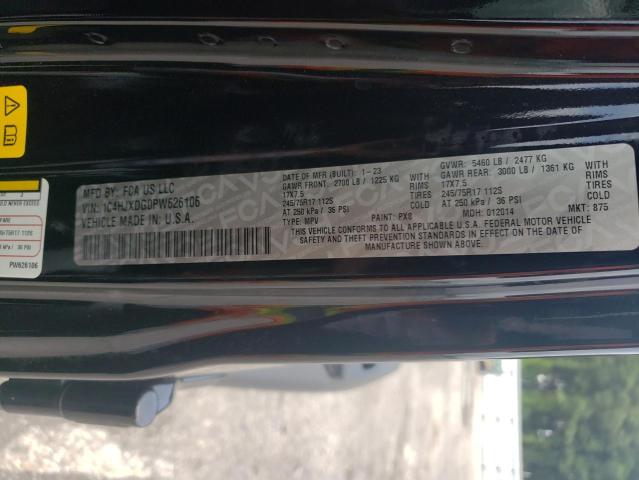 MFD BY: FCA US LLC
VIN: 1C4HJXDG0PW626106
VEHICLE MADE IN U.S.A.
DATE OF MFR (BUILT): 1-23
GAWR FRONT: 2700 LB / 1225 KG
17X7.5
245/75R17 112S
AT 250 kPa / 36 PSI
TYPE: MPV
WITH
RIMS
TIRES
COLD
PAINT: PX8
GVWR: 5460 LB / 2477 KG
GAWR REAR: 3000 LB / 1361 KG
17X7.5
245/75R17 112S
AT 250 kPa / 36 PSI
MDH: 012014
WITH
RIMS
TIRES
COLD
MKT: 875
THIS VEHICLE CONFORMS TO ALL APPLICABLE U.S.A. FEDERAL MOTOR VEHICLE
SAFETY STANDARDS AND THEFT PREVENTION STANDARDS IN EFFECT ON THE DATE OF
MANUFACTURE SHOWN ABOVE.
PW626106